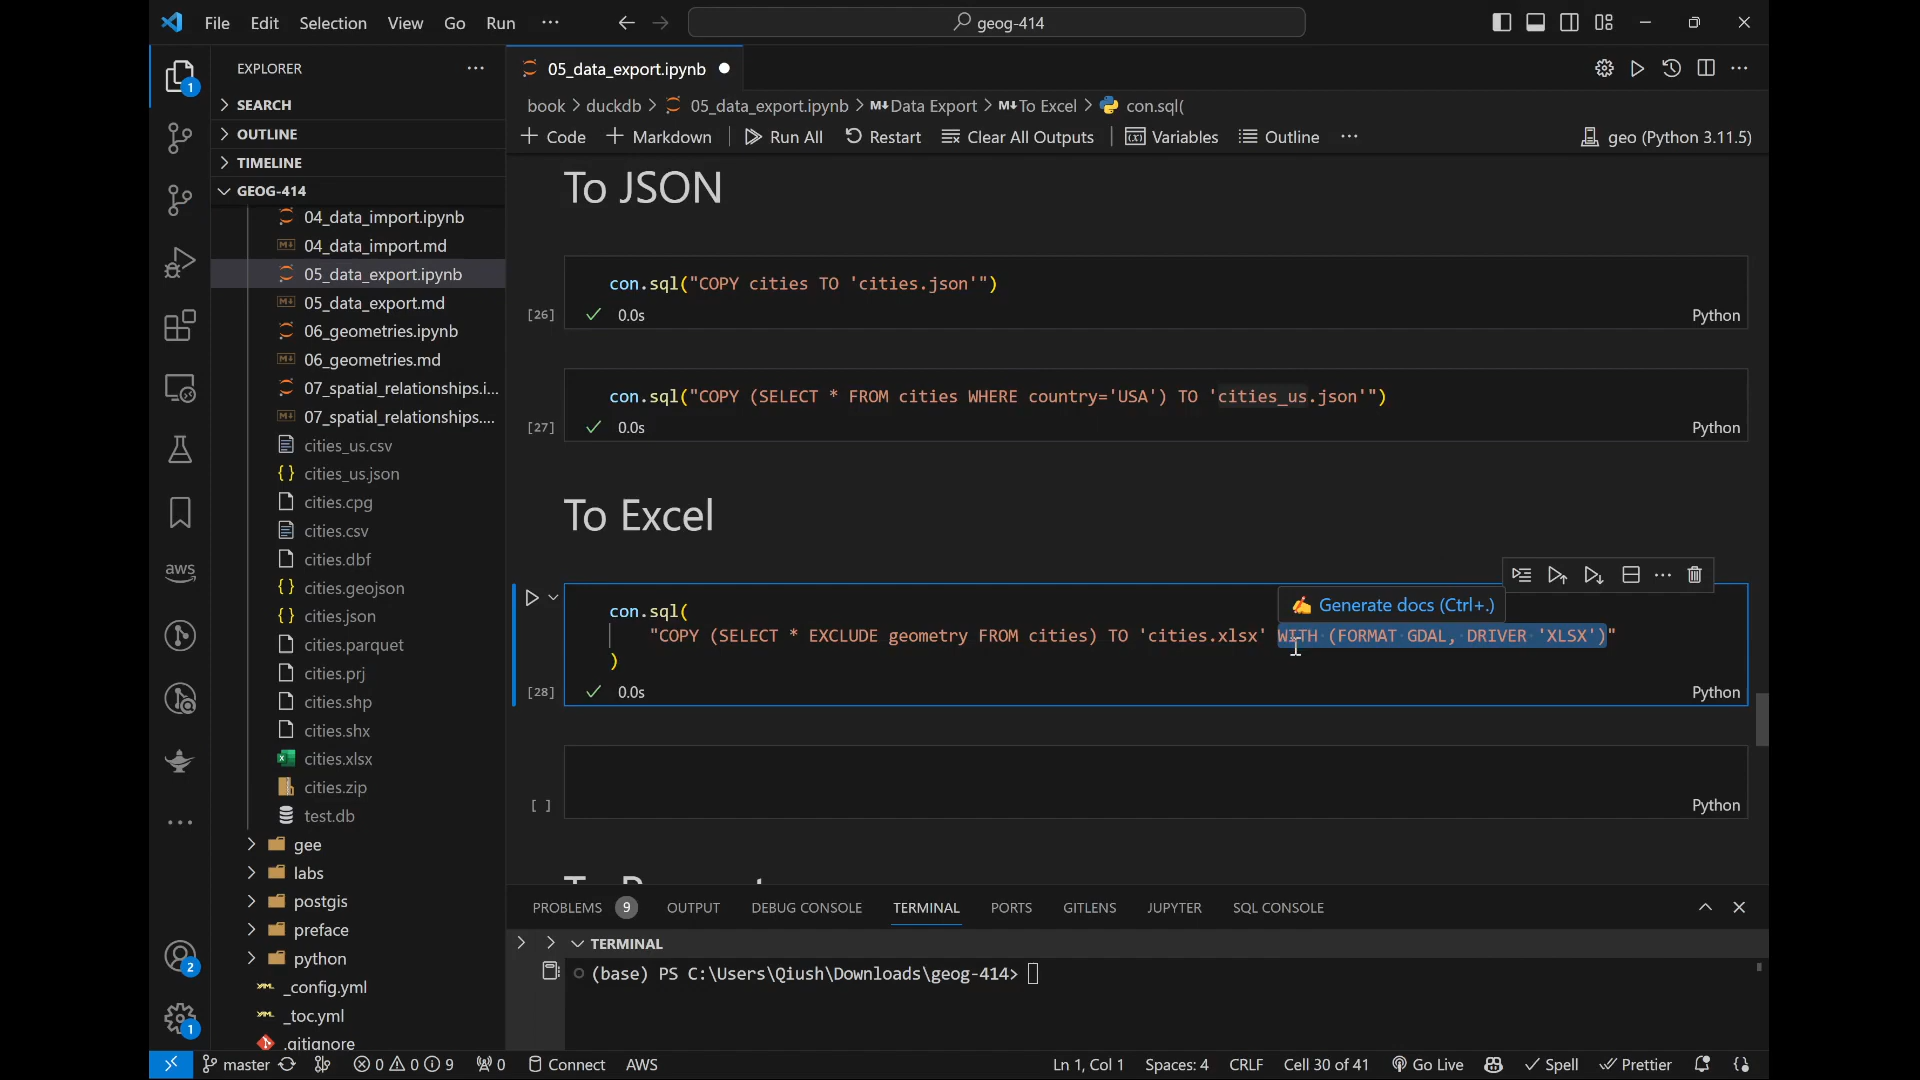 File Edit Selection View Go Run ···
geog-414
EXPLORER
SEARCH
OUTLINE
TIMELINE
GEOG-414
04_data_import.ipynb
04_data_import.md
05_data_export.ipynb
05_data_export.md
06_geometries.ipynb
06_geometries.md
07_spatial_relationships.i...
07_spatial_relationships....
cities_us.csv
cities_us.json
cities.cpg
cities.csv
cities.dbf
cities.geojson
cities.json
cities.parquet
cities.prj
cities.shp
cities.shx
cities.xlsx
cities.zip
test.db
gee
labs
postgis
preface
python
_config.yml
_toc.yml
.gitignore
1
aws
2
1
05_data_export.ipynb
book > duckdb > 05_data_export.ipynb > M↓Data Export > M↓To Excel > con.sql(
+ Code + Markdown Run All Restart Clear All Outputs Variables Outline ··· geo (Python 3.11.5)
To JSON
con.sql("COPY cities TO 'cities.json'")
[26] ✓ 0.0s Python
con.sql("COPY (SELECT * FROM cities WHERE country='USA') TO 'cities_us.json'")
[27] ✓ 0.0s Python
To Excel
✍ Generate docs (Ctrl+.)
con.sql(
"COPY (SELECT * EXCLUDE geometry FROM cities) TO 'cities.xlsx' WITH (FORMAT GDAL, DRIVER 'XLSX')"
)
[28] ✓ 0.0s Python
[ ] Python
PROBLEMS 9 OUTPUT DEBUG CONSOLE TERMINAL PORTS GITLENS JUPYTER SQL CONSOLE
TERMINAL
(base) PS C:\Users\Qiush\Downloads\geog-414>
master 0 0 9 0 Connect AWS Ln 1, Col 1 Spaces: 4 CRLF Cell 30 of 41 Go Live Spell Prettier